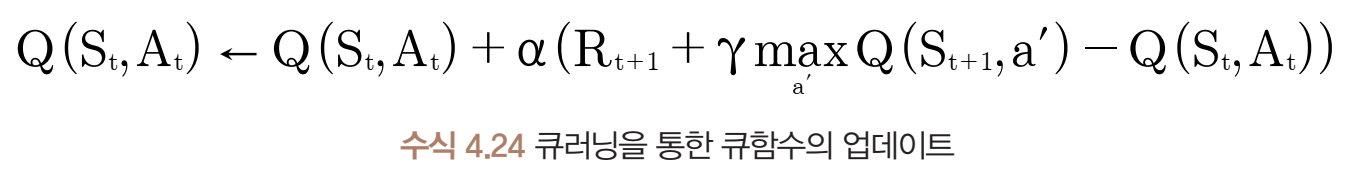 Q(Sₜ,Aₜ) ← Q(Sₜ,Aₜ) + α(Rₜ₊₁ + γ max Q(Sₜ₊₁,a′) − Q(Sₜ,Aₜ))
a′
수식 4.24 큐러닝을 통한 큐함수의 업데이트